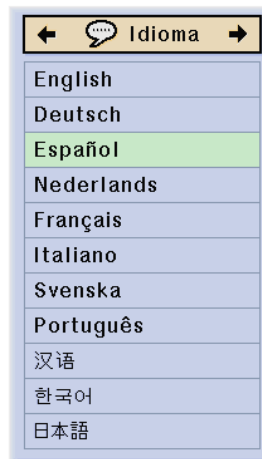 Idioma
English
Deutsch
Español
Nederlands
Français
Italiano
Svenska
Português
汉语
한국어
日本語